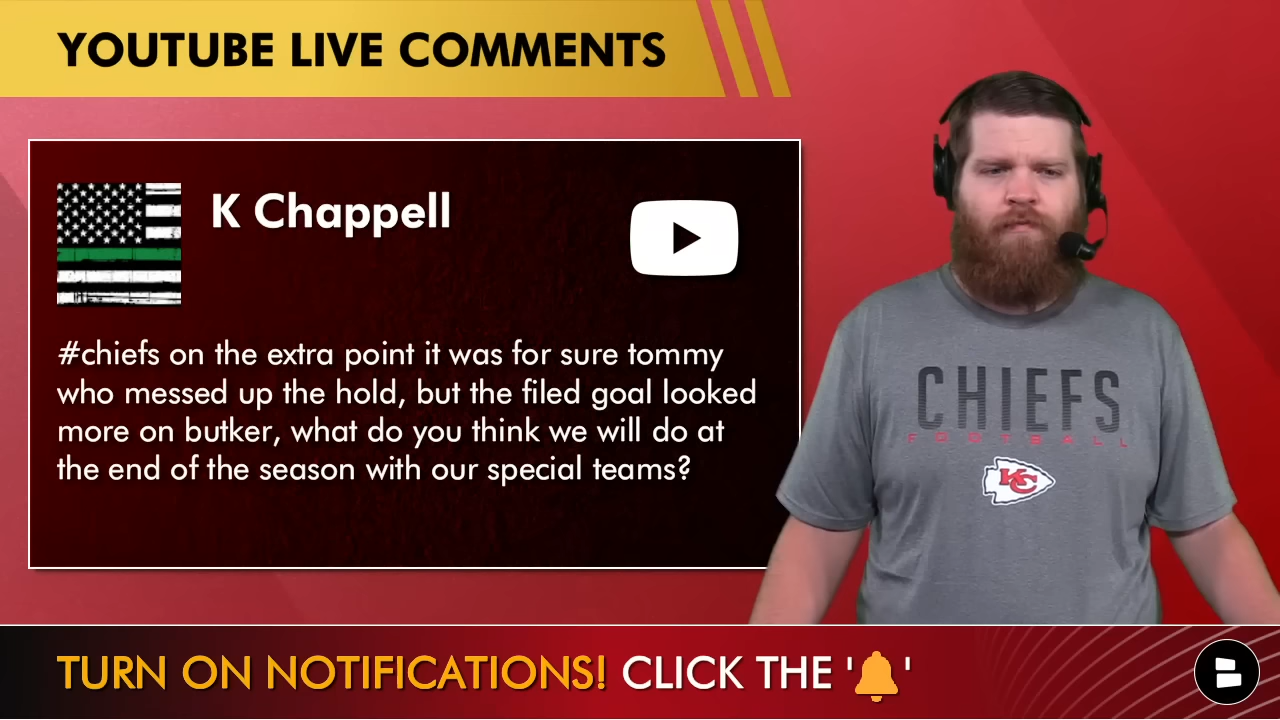 YOUTUBE LIVE COMMENTS
K Chappell
#chiefs on the extra point it was for sure tommy
who messed up the hold, but the filed goal looked
more on butker, what do you think we will do at
the end of the season with our special teams?
CHIEFS
FOOTBALL
KC
TURN ON NOTIFICATIONS! CLICK THE '🔔'